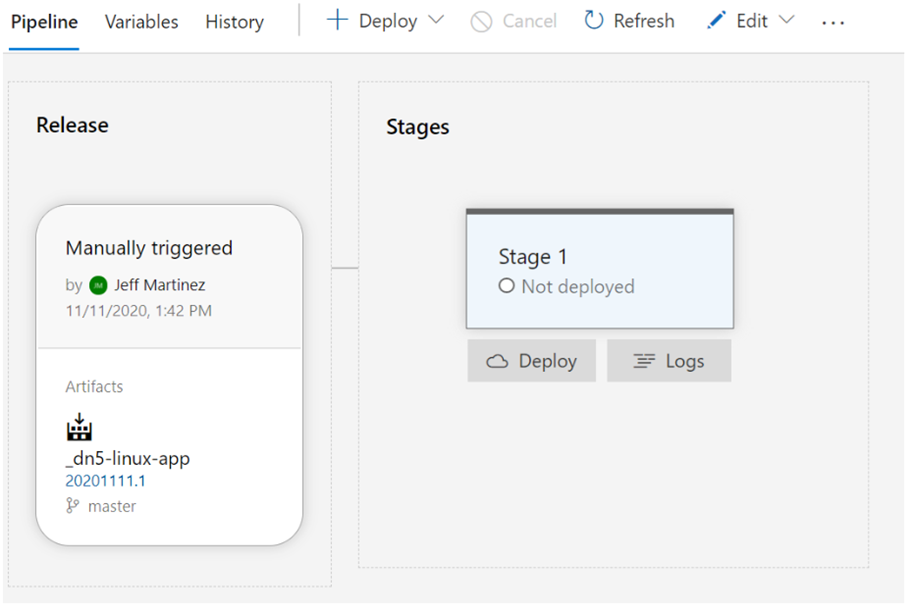 Pipeline Variables History Deploy Cancel Refresh Edit ...
Release
Manually triggered
by JM Jeff Martinez
11/11/2020, 1:42 PM
Artifacts
_dn5-linux-app
20201111.1
master
Stages
Stage 1
Not deployed
Deploy Logs